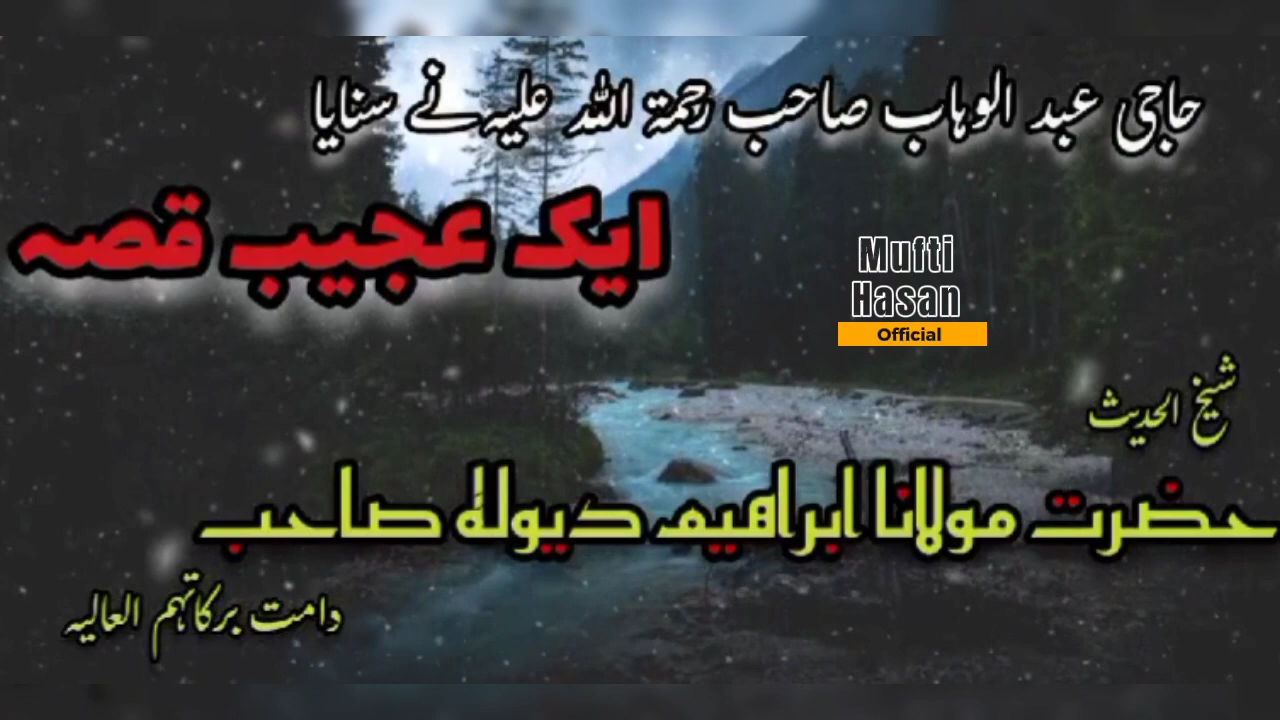 حاجی عبد الوہاب صاحب رحمۃ اللہ علیہ نے سنایا
ایک عجیب قصہ
Mufti
Hasan
Official
شیخ الحدیث
حضرت مولانا ابراھیم دیولہ صاحب
دامت برکاتہم العالیہ